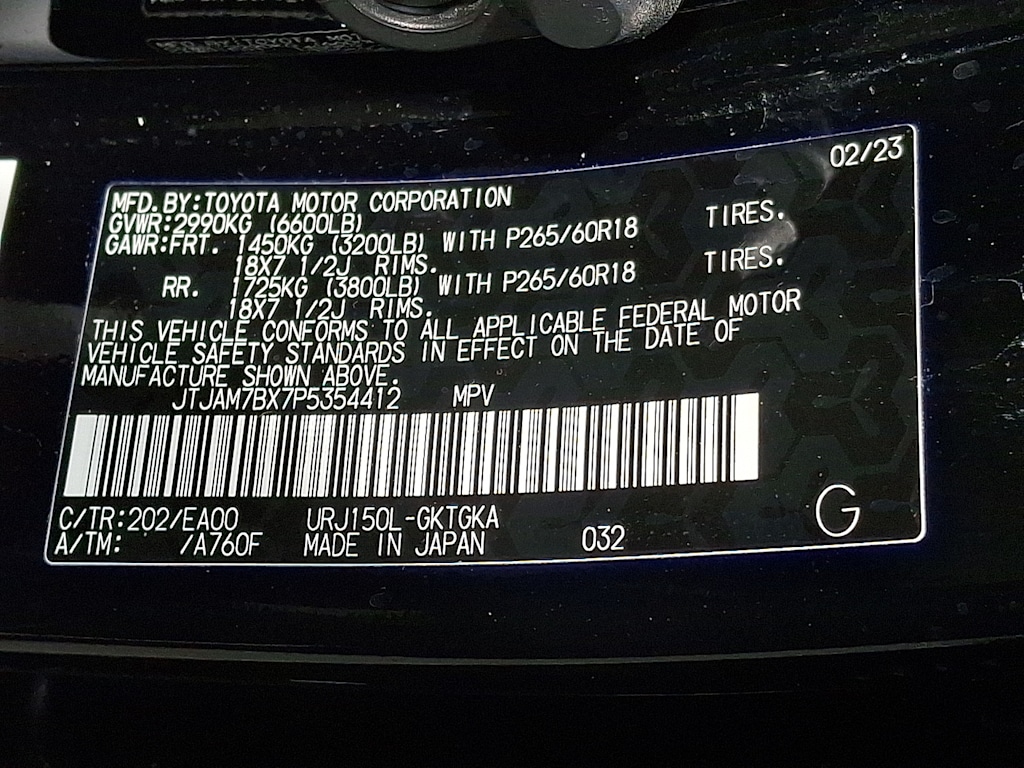 02/23
MFD. BY: TOYOTA MOTOR CORPORATION
GVWR: 2990KG (6600LB)
GAWR: FRT. 1450KG (3200LB) WITH P265/60R18 TIRES.
18X7 1/2J RIMS.
RR. 1725KG (3800LB) WITH P265/60R18 TIRES.
18X7 1/2J RIMS.
THIS VEHICLE CONFORMS TO ALL APPLICABLE FEDERAL MOTOR
VEHICLE SAFETY STANDARDS IN EFFECT ON THE DATE OF
MANUFACTURE SHOWN ABOVE.
JTJAM7BX7P5354412 MPV
C/TR: 202/EA00 URJ150L-GKTGKA
A/TM: /A760F MADE IN JAPAN 032 G